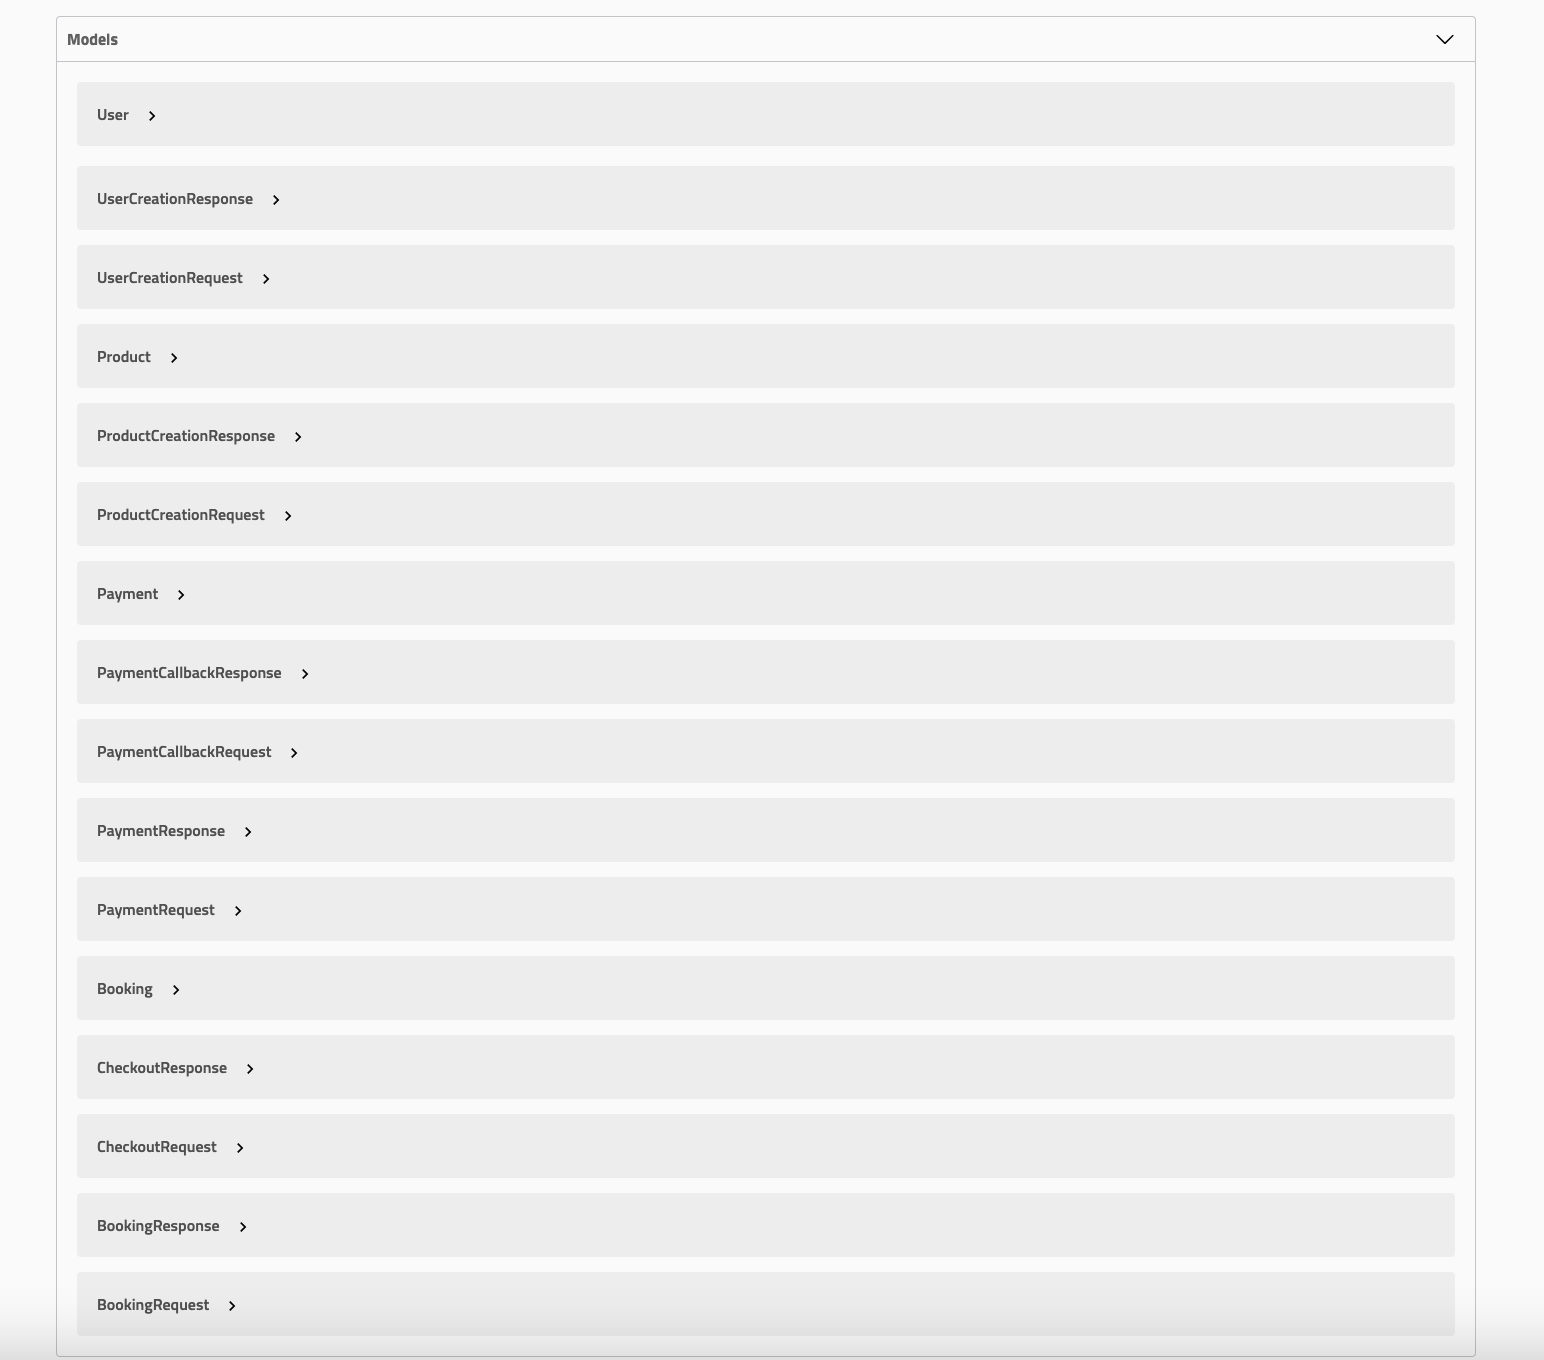 Models
User
UserCreationResponse
UserCreationRequest
Product
ProductCreationResponse
ProductCreationRequest
Payment
PaymentCallbackResponse
PaymentCallbackRequest
PaymentResponse
PaymentRequest
Booking
CheckoutResponse
CheckoutRequest
BookingResponse
BookingRequest